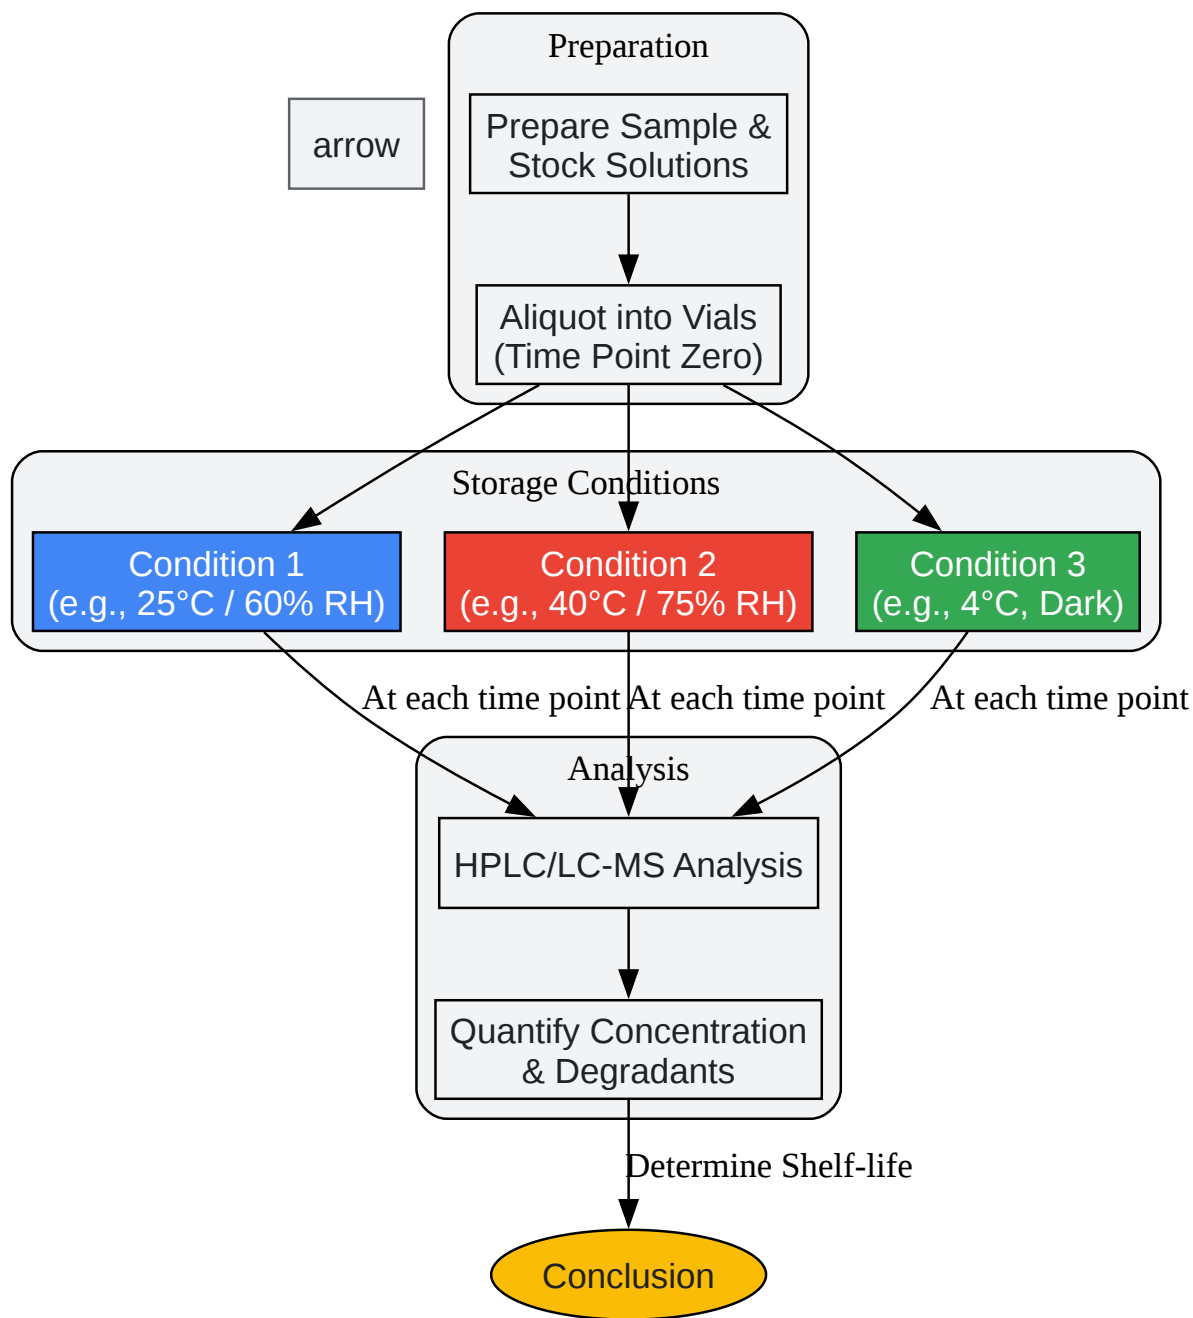 Preparation
arrow
Prepare Sample &
Stock Solutions
Aliquot into Vials
(Time Point Zero)
Storage Conditions
Condition 1
(e.g., 25°C / 60% RH)
Condition 2
(e.g., 40°C / 75% RH)
Condition 3
(e.g., 4°C, Dark)
At each time point
At each time point
At each time point
Analysis
HPLC/LC-MS Analysis
Quantify Concentration
& Degradants
Determine Shelf-life
Conclusion